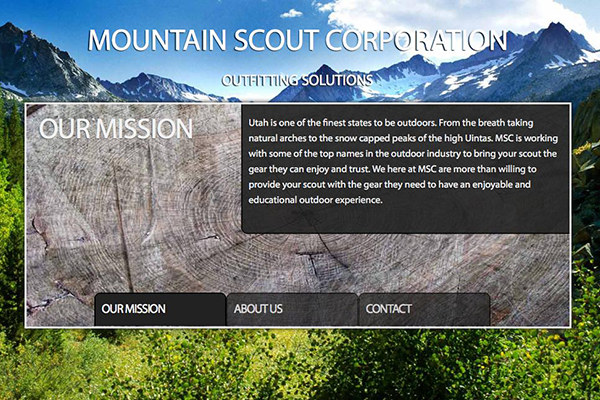 MOUNTAIN SCOUT CORPORATION
OUTFITTING SOLUTIONS
OUR MISSION
Utah is one of the finest states to be outdoors. From the breath taking
natural arches to the snow capped peaks of the high Uintas. MSC is working
with some of the top names in the outdoor industry to bring your scout the
gear they can enjoy and trust. We here at MSC are more than willing to
provide your scout with the gear they need to have an enjoyable and
educational outdoor experience.
OUR MISSION
ABOUT US
CONTACT